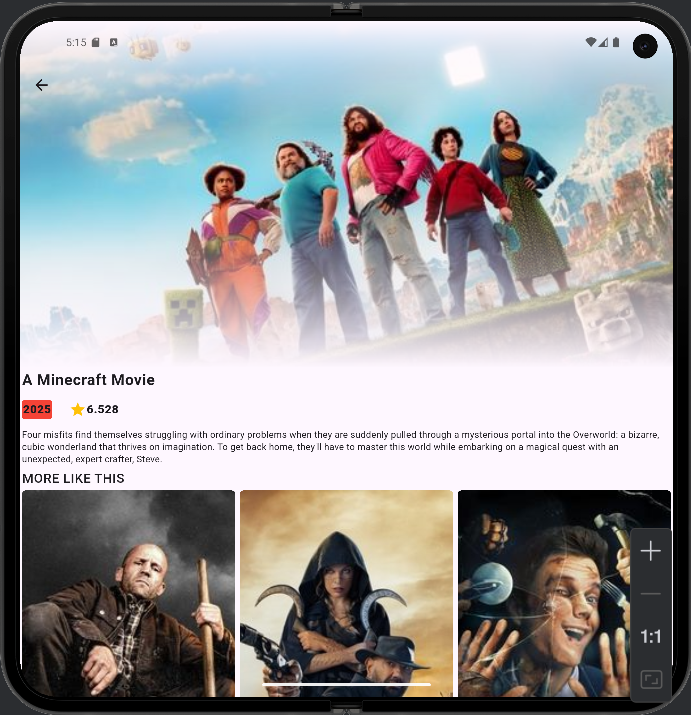 5:15
A Minecraft Movie
2025 6.528
Four misfits find themselves struggling with ordinary problems when they are suddenly pulled through a mysterious portal into the Overworld: a bizarre,
cubic wonderland that thrives on imagination. To get back home, they'll have to master this world while embarking on a magical quest with an
unexpected, expert crafter, Steve.
MORE LIKE THIS
1:1